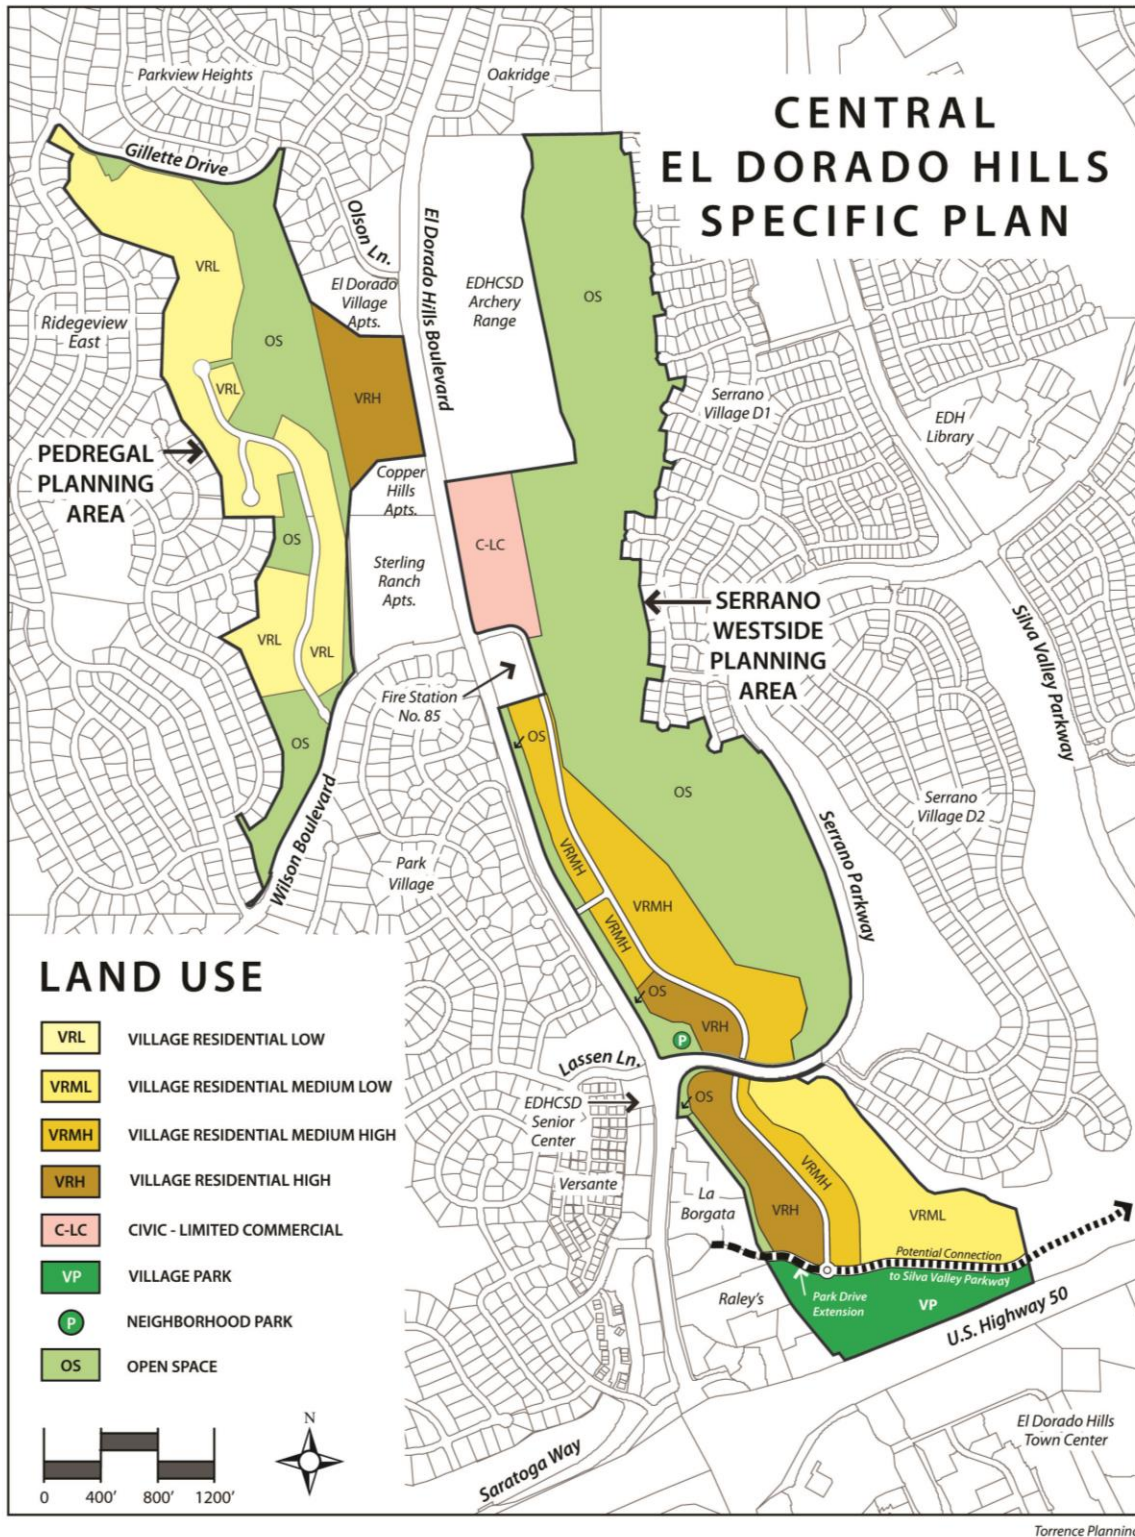 CENTRAL
EL DORADO HILLS
SPECIFIC PLAN
Parkview Heights
Oakridge
Gillette Drive
Olson Ln.
El Dorado Hills Boulevard
El Dorado
Village
Apts.
EDHCSD
Archery
Range
OS
VRL
OS
Ridgeview
East
VRL
VRH
Serrano
Village D1
EDH
Library
PEDREGAL
PLANNING
AREA
Copper
Hills
Apts.
OS
C-LC
Sterling
Ranch
Apts.
SERRANO
WESTSIDE
PLANNING
AREA
Silva Valley Parkway
VRL
VRL
Fire Station
No. 85
OS
OS
OS
Wilson Boulevard
Serrano Parkway
Serrano
Village D2
Park
Village
VRMH
VRMH
VRMH
OS
VRH
P
Lassen Ln.
EDHCSD
Senior
Center
OS
Versante
La
Borgata
VRH
VRMH
VRML
Potential Connection
to Silva Valley Parkway
Park Drive
Extension
VP
Raley's
U.S. Highway 50
El Dorado Hills
Town Center
Saratoga Way
LAND USE
VRL VILLAGE RESIDENTIAL LOW
VRML VILLAGE RESIDENTIAL MEDIUM LOW
VRMH VILLAGE RESIDENTIAL MEDIUM HIGH
VRH VILLAGE RESIDENTIAL HIGH
C-LC CIVIC - LIMITED COMMERCIAL
VP VILLAGE PARK
P NEIGHBORHOOD PARK
OS OPEN SPACE
N
0 400' 800' 1200'
Torrence Planning